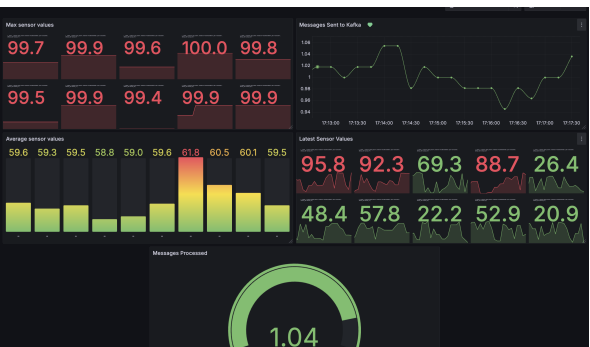 Max sensor values
99.7 99.9 99.6 100.0 99.8
99.5 99.9 99.4 99.9 99.9
Messages Sent to Kafka
1.06
1.04
1.02
1
0.98
0.96
0.94
17:13:00 17:13:30 17:14:00 17:14:30 17:15:00 17:15:30 17:16:00 17:16:30 17:17:00 17:17:30
Average sensor values
59.6 59.3 59.5 58.8 59.0 59.6 61.8 60.5 60.1 59.5
Latest Sensor Values
95.8 92.3 69.3 88.7 26.4
48.4 57.8 22.2 52.9 20.9
Messages Processed
1.04